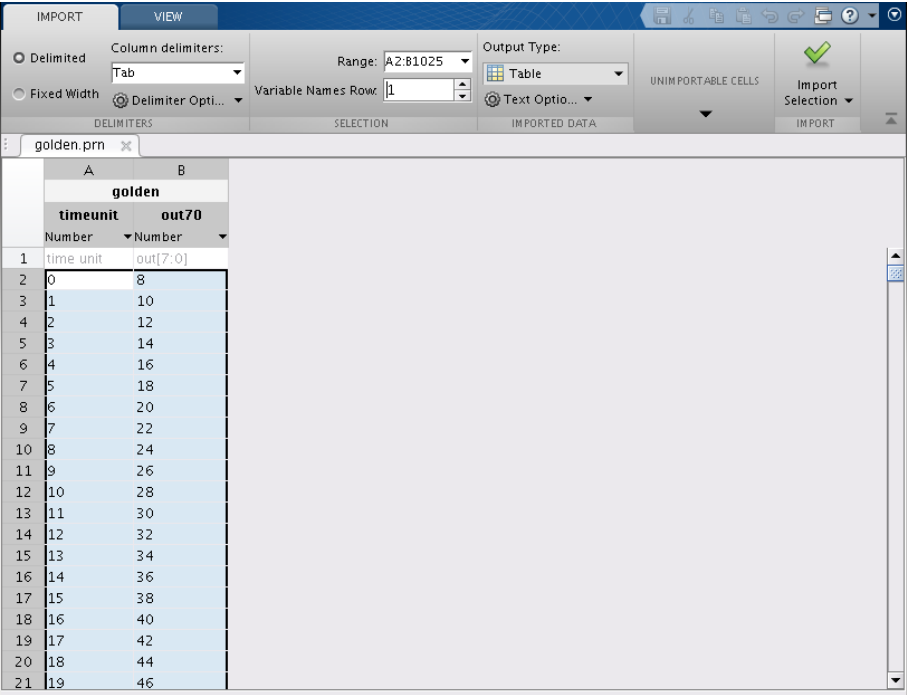 IMPORT VIEW
Delimited Column delimiters: Range: A2:B1025 Output Type:
Tab Table UNIMPORTABLE CELLS
Fixed Width Delimiter Opti... Variable Names Row: 1 Text Optio... Import Selection
DELIMITERS SELECTION IMPORTED DATA IMPORT
golden.prn
A B
golden
timeunit out70
Number Number
1 time unit out[7:0]
2 0 8
3 1 10
4 2 12
5 3 14
6 4 16
7 5 18
8 6 20
9 7 22
10 8 24
11 9 26
12 10 28
13 11 30
14 12 32
15 13 34
16 14 36
17 15 38
18 16 40
19 17 42
20 18 44
21 19 46